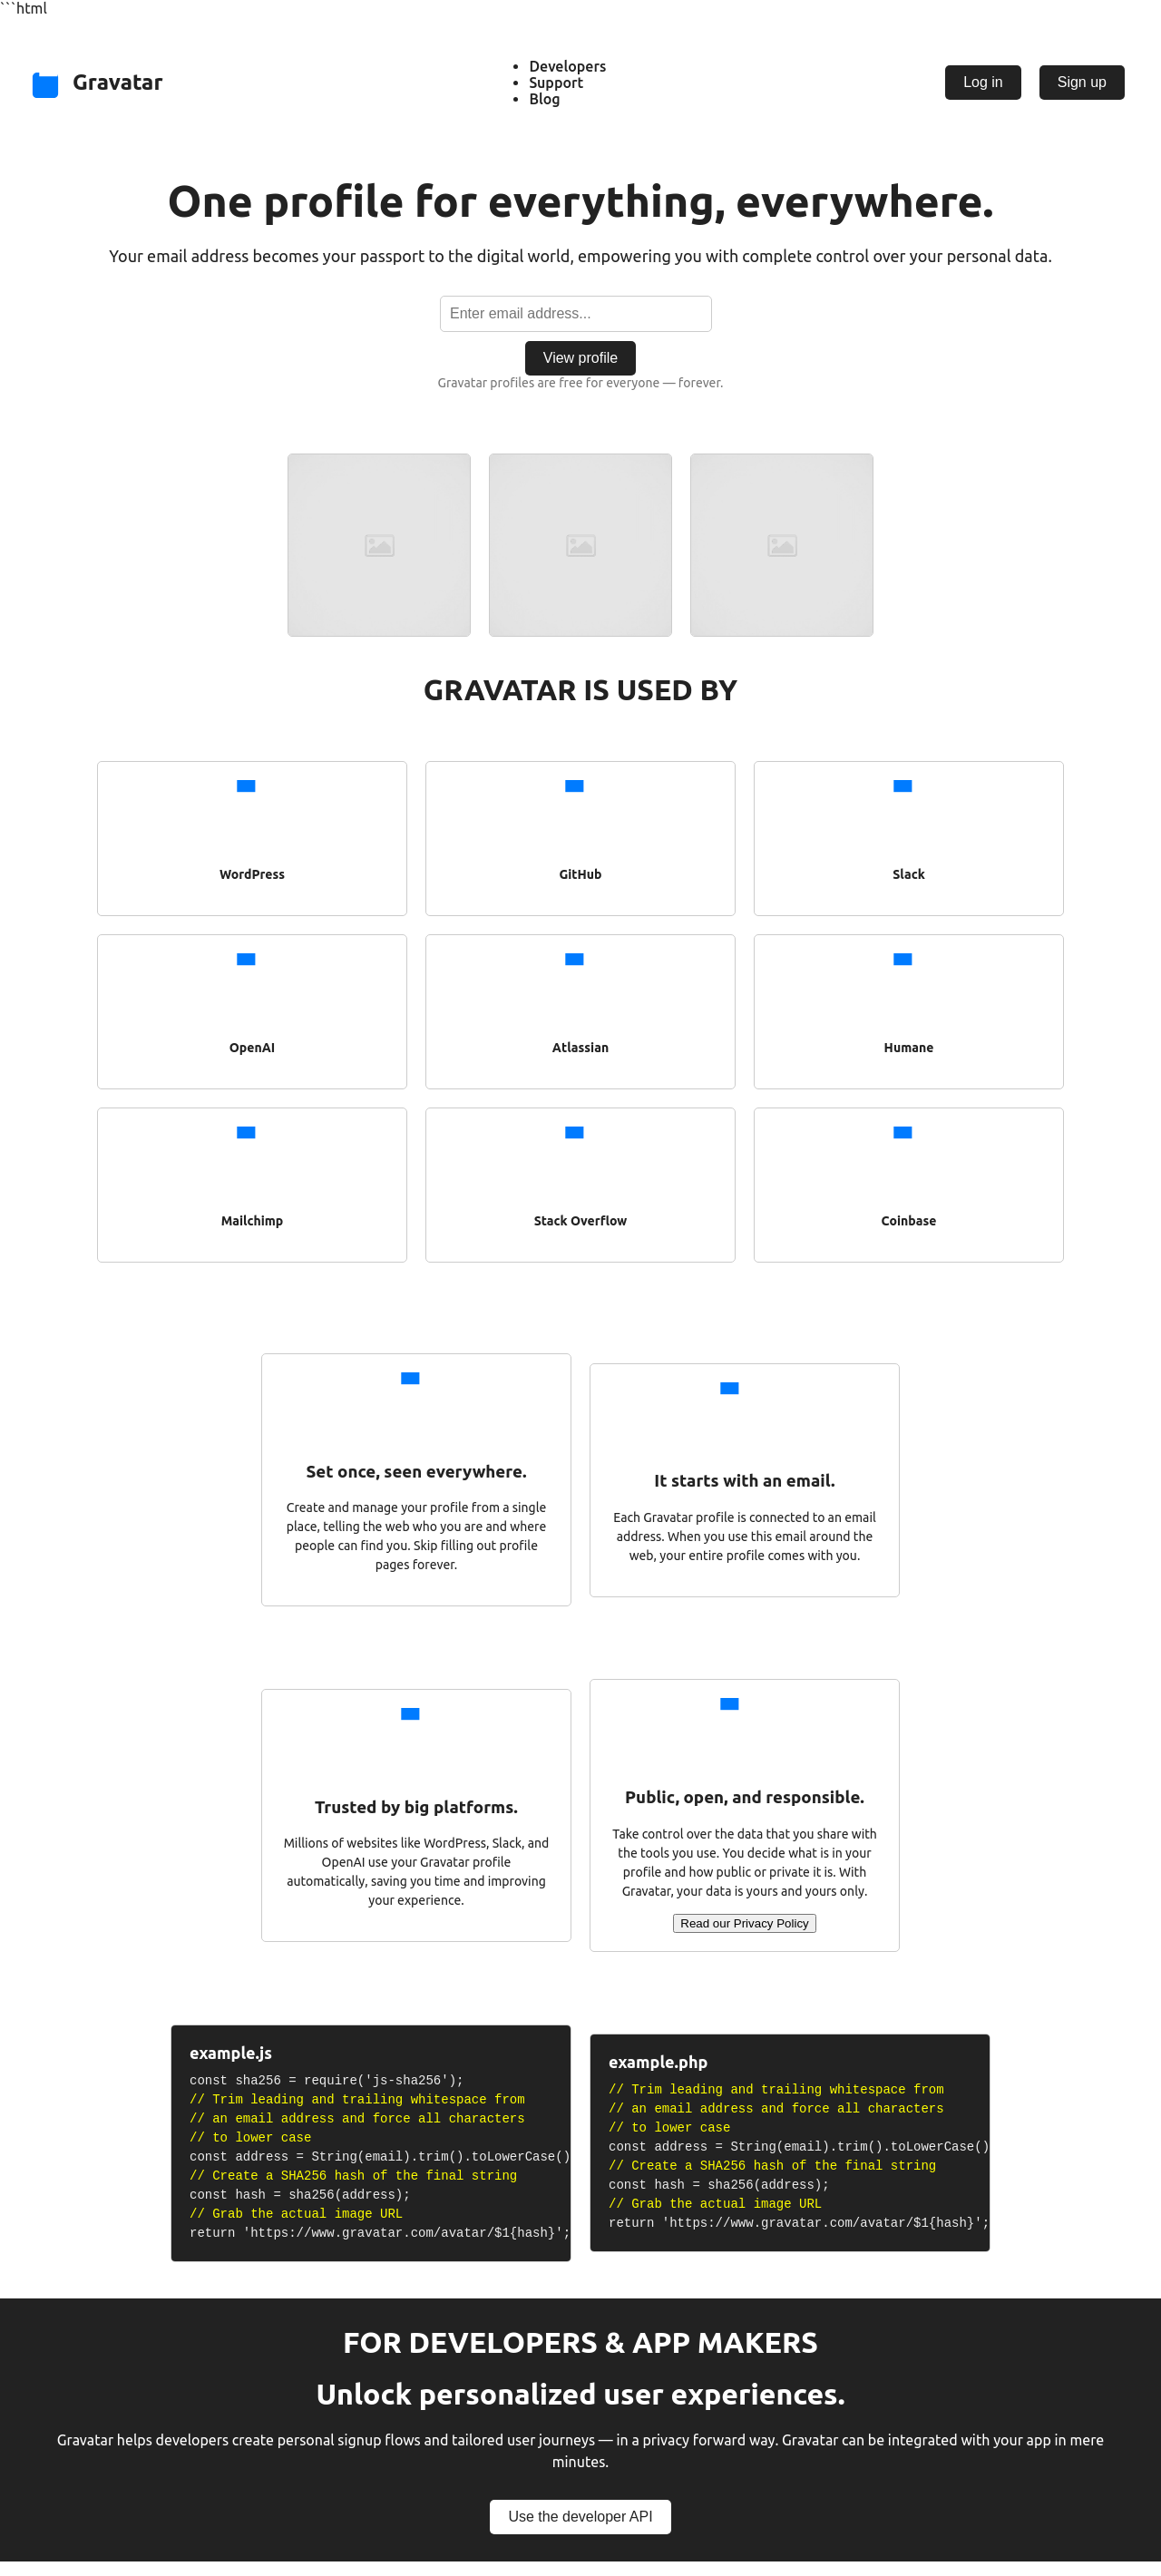 ```html
Gravatar
Developers
Support
Blog
Log in
Sign up
One profile for everything, everywhere.
Your email address becomes your passport to the digital world, empowering you with complete control over your personal data.
Enter email address...
View profile
Gravatar profiles are free for everyone — forever.
GRAVATAR IS USED BY
WordPress
GitHub
Slack
OpenAI
Atlassian
Humane
Mailchimp
Stack Overflow
Coinbase
Set once, seen everywhere.
Create and manage your profile from a single
place, telling the web who you are and where
people can find you. Skip filling out profile
pages forever.
It starts with an email.
Each Gravatar profile is connected to an email
address. When you use this email around the
web, your entire profile comes with you.
Trusted by big platforms.
Millions of websites like WordPress, Slack, and
OpenAI use your Gravatar profile
automatically, saving you time and improving
your experience.
Public, open, and responsible.
Take control over the data that you share with
the tools you use. You decide what is in your
profile and how public or private it is. With
Gravatar, your data is yours and yours only.
Read our Privacy Policy
example.js
const sha256 = require('js-sha256');
// Trim leading and trailing whitespace from
// an email address and force all characters
// to lower case
const address = String(email).trim().toLowerCase()
// Create a SHA256 hash of the final string
const hash = sha256(address);
// Grab the actual image URL
return 'https://www.gravatar.com/avatar/$1{hash}';
example.php
// Trim leading and trailing whitespace from
// an email address and force all characters
// to lower case
const address = String(email).trim().toLowerCase()
// Create a SHA256 hash of the final string
const hash = sha256(address);
// Grab the actual image URL
return 'https://www.gravatar.com/avatar/$1{hash}';
FOR DEVELOPERS & APP MAKERS
Unlock personalized user experiences.
Gravatar helps developers create personal signup flows and tailored user journeys — in a privacy forward way. Gravatar can be integrated with your app in mere
minutes.
Use the developer API